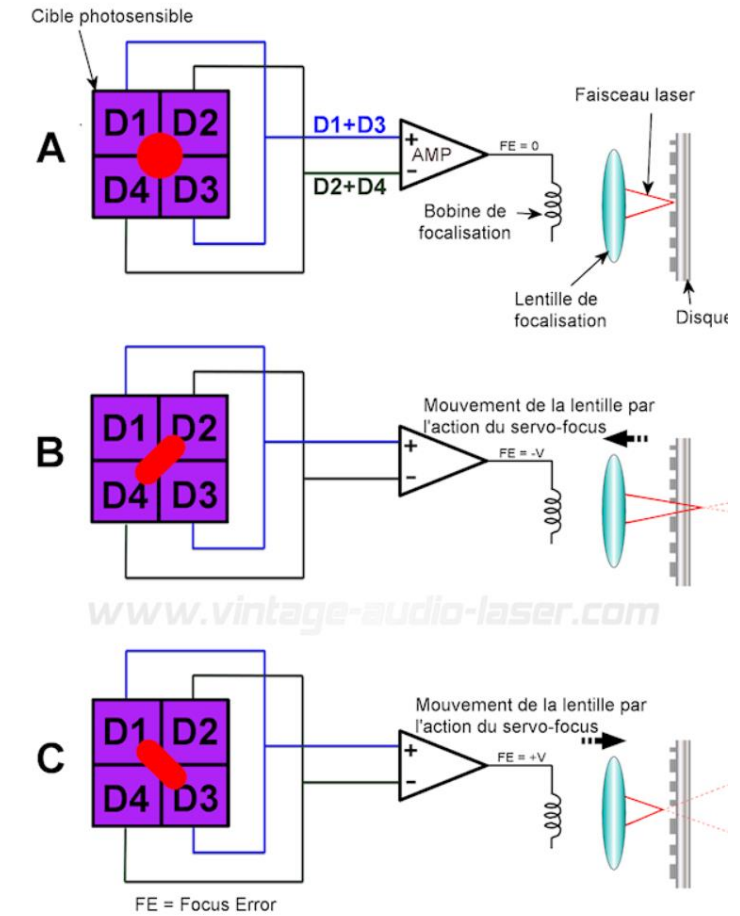 Cible photosensible
Faisceau laser
A
D1 D2
D4 D3
D1+D3
D2+D4
+
AMP
-
FE = 0
Bobine de
focalisation
Lentille de
focalisation
Disque
B
D1 D2
D4 D3
+
-
FE = -V
Mouvement de la lentille par
l'action du servo-focus
www.vintage-audio-laser.com
C
D1 D2
D4 D3
+
-
FE = +V
Mouvement de la lentille par
l'action du servo-focus
FE = Focus Error